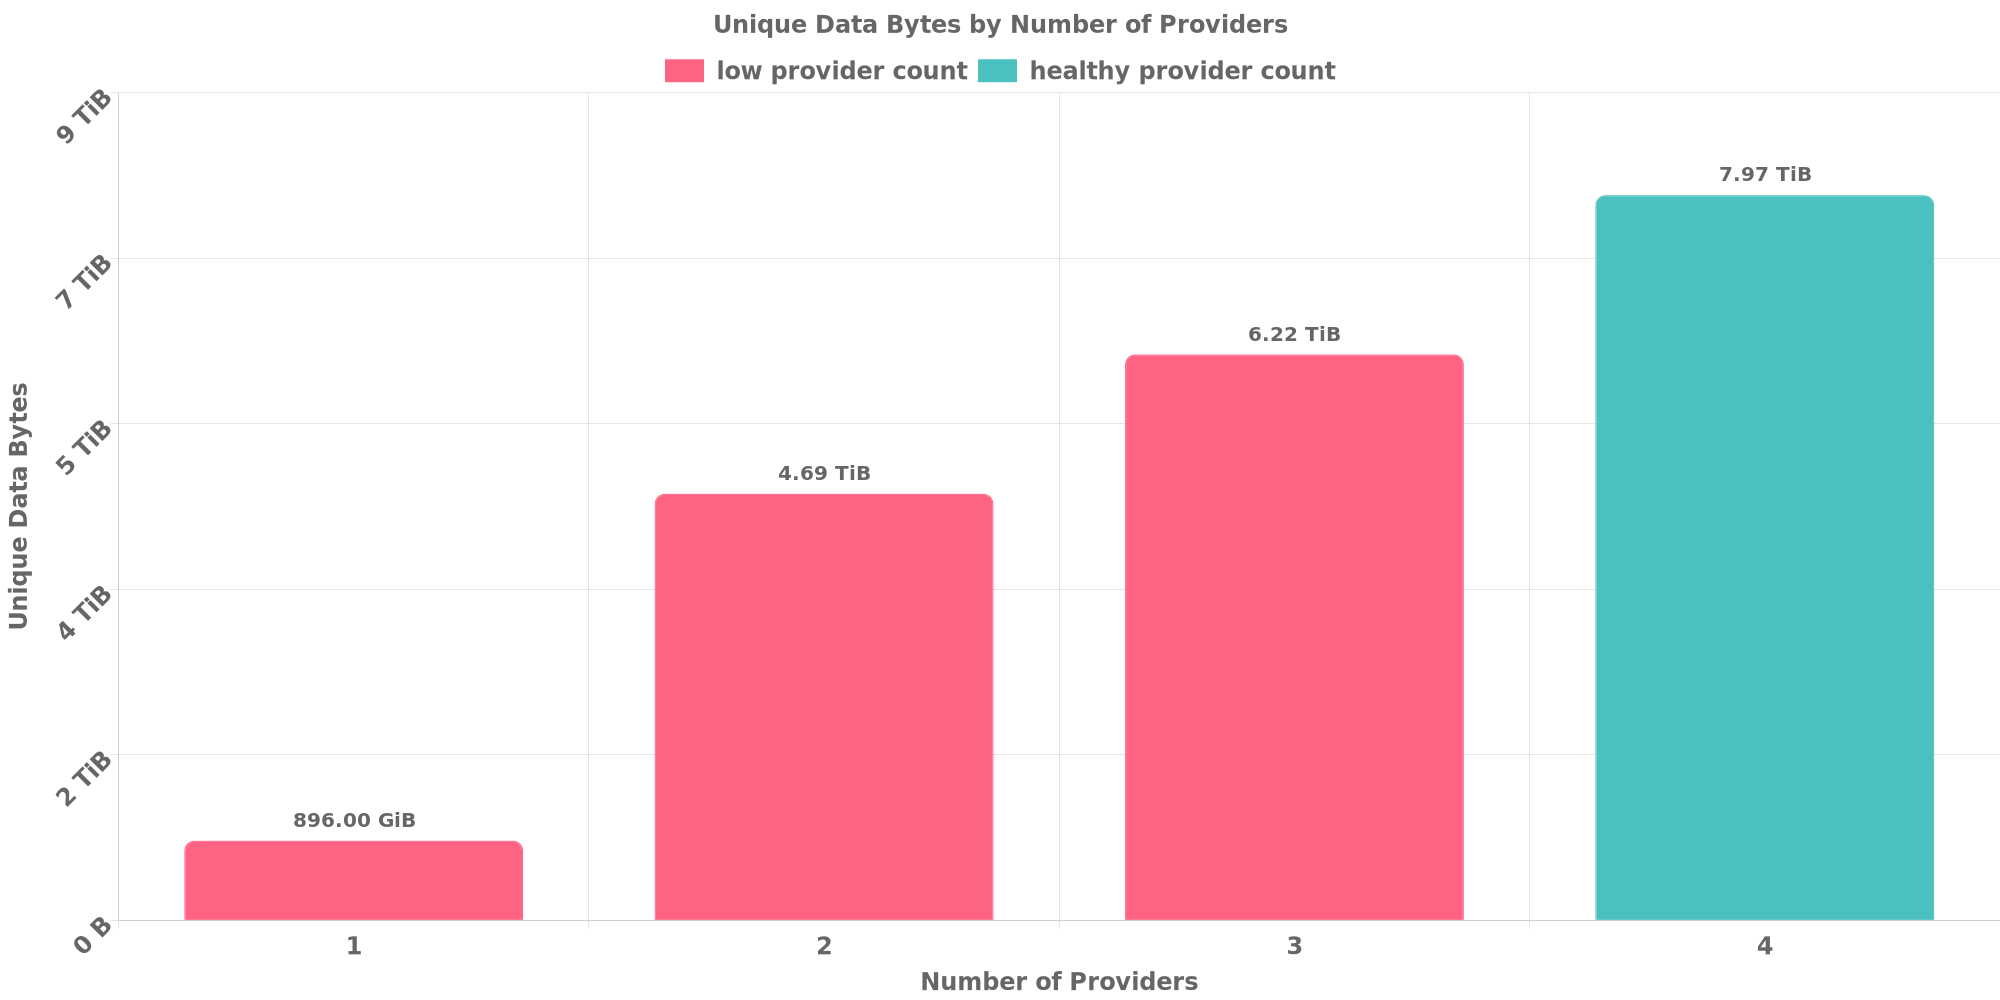 Unique Data Bytes by Number of Providers
low provider count healthy provider count
9 TiB
7 TiB
5 TiB
4 TiB
2 TiB
0 B
Unique Data Bytes
896.00 GiB
4.69 TiB
6.22 TiB
7.97 TiB
1 2 3 4
Number of Providers